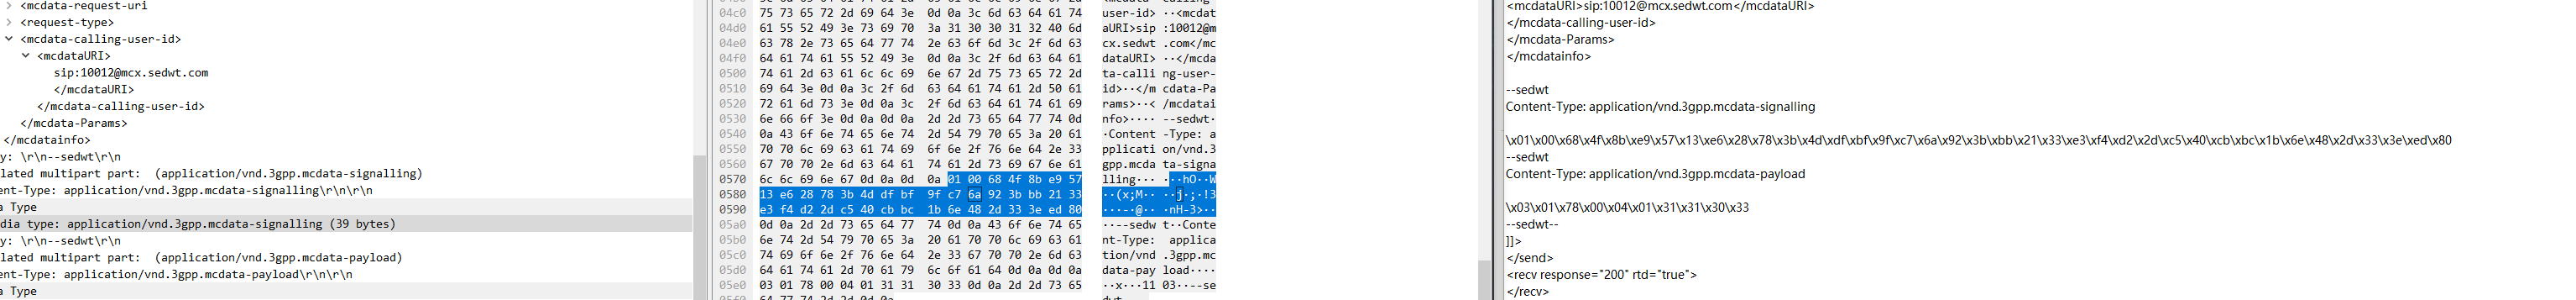 <mcdata-request-uri
<request-type>
<mcdata-calling-user-id>
<mcdataURI>
sip:10012@mcx.sedwt.com
</mcdataURI>
</mcdata-calling-user-id>
</mcdata-Params>
</mcdatainfo>
y: \r\n--sedwt\r\n
lated multipart part: (application/vnd.3gpp.mcdata-signalling)
ent-Type: application/vnd.3gpp.mcdata-signalling\r\n\r\n
a Type
dia type: application/vnd.3gpp.mcdata-signalling (39 bytes)
y: \r\n--sedwt\r\n
lated multipart part: (application/vnd.3gpp.mcdata-payload)
ent-Type: application/vnd.3gpp.mcdata-payload\r\n\r\n
a Type
04c0 75 73 65 72 2d 69 64 3e 0d 0a 3c 6d 63 64 61 74 user-id> ··<mcdat
04d0 61 55 52 49 3e 73 69 70 3a 31 30 30 31 32 40 6d aURI>sip :10012@m
04e0 63 78 2e 73 65 64 77 74 2e 63 6f 6d 3c 2f 6d 63 cx.sedwt .com</mc
04f0 64 61 74 61 55 52 49 3e 0d 0a 3c 2f 6d 63 64 61 dataURI> ··</mcda
0500 74 61 2d 63 61 6c 6c 69 6e 67 2d 75 73 65 72 2d ta-calli ng-user-
0510 69 64 3e 0d 0a 3c 2f 6d 63 64 61 74 61 2d 50 61 id>··</m cdata-Pa
0520 72 61 6d 73 3e 0d 0a 3c 2f 6d 63 64 61 74 61 69 rams>··< /mcdatai
0530 6e 66 6f 3e 0d 0a 0d 0a 2d 2d 73 65 64 77 74 0d nfo>···· --sedwt·
0540 0a 43 6f 6e 74 65 6e 74 2d 54 79 70 65 3a 20 61 ·Content -Type: a
0550 70 70 6c 69 63 61 74 69 6f 6e 2f 76 6e 64 2e 33 pplicati on/vnd.3
0560 67 70 70 2e 6d 63 64 61 74 61 2d 73 69 67 6e 61 gpp.mcda ta-signa
0570 6c 6c 69 6e 67 0d 0a 0d 0a 01 00 68 4f 8b e9 57 lling··· ···hO··W
0580 13 e6 28 78 3b 4d df bf 9f c7 6a 92 3b bb 21 33 ··(x;M·· ··j·;·!3
0590 e3 f4 d2 2d c5 40 cb bc 1b 6e 48 2d 33 3e ed 80 ···-·@·· ·nH-3>··
05a0 0d 0a 2d 2d 73 65 64 77 74 0d 0a 43 6f 6e 74 65 ··--sedw t··Conte
05b0 6e 74 2d 54 79 70 65 3a 20 61 70 70 6c 69 63 61 nt-Type: applica
05c0 74 69 6f 6e 2f 76 6e 64 2e 33 67 70 70 2e 6d 63 tion/vnd .3gpp.mc
05d0 64 61 74 61 2d 70 61 79 6c 6f 61 64 0d 0a 0d 0a data-pay load····
05e0 03 01 78 00 04 01 31 31 30 33 0d 0a 2d 2d 73 65 ··x···11 03··--se
05f0 64 77 74 2d 2d 0d 0a dwt--··
<mcdataURI>sip:10012@mcx.sedwt.com</mcdataURI>
</mcdata-calling-user-id>
</mcdata-Params>
</mcdatainfo>
--sedwt
Content-Type: application/vnd.3gpp.mcdata-signalling
\x01\x00\x68\x4f\x8b\xe9\x57\x13\xe6\x28\x78\x3b\x4d\xdf\xbf\x9f\xc7\x6a\x92\x3b\xbb\x21\x33\xe3\xf4\xd2\x2d\xc5\x40\xcb\xbc\x1b\x6e\x48\x2d\x33\x3e\xed\x80
--sedwt
Content-Type: application/vnd.3gpp.mcdata-payload
\x03\x01\x78\x00\x04\x01\x31\x31\x30\x33
--sedwt--
]]>
</send>
<recv response="200" rtd="true">
</recv>